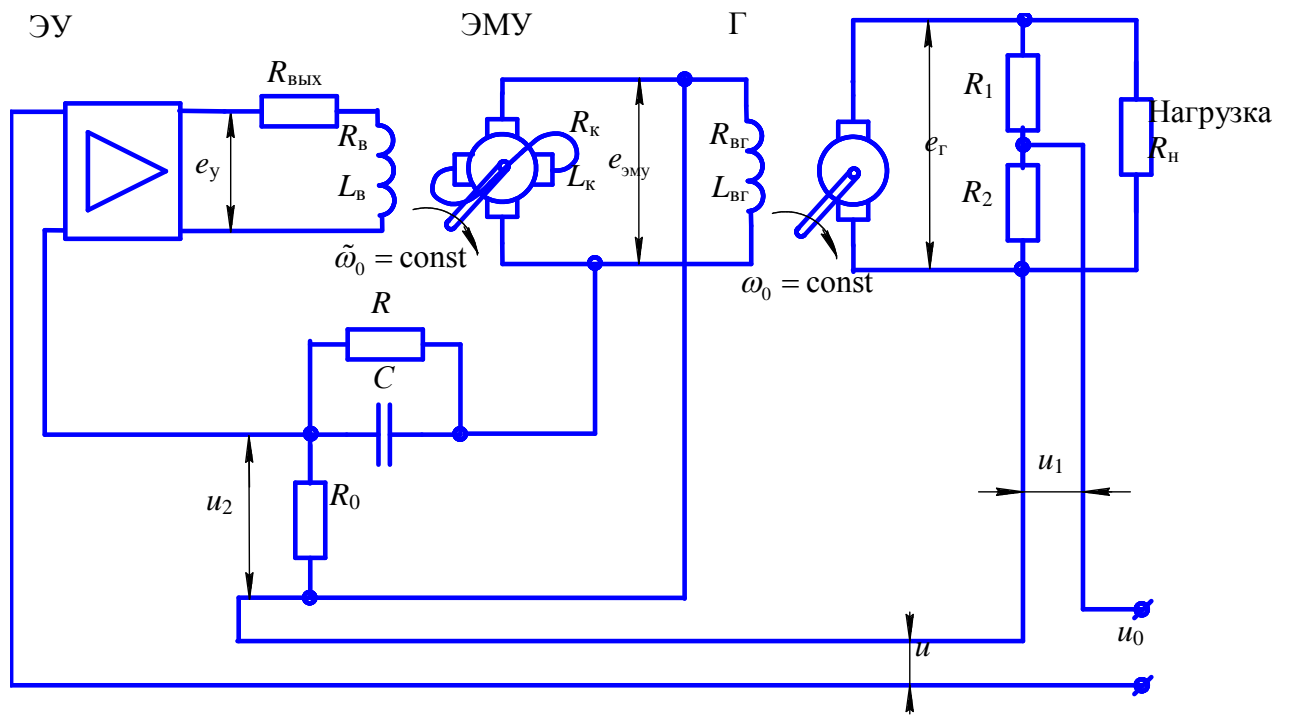 ЭУ
ЭМУ
Г
Rвых
Rв
Lв
eу
Rк
Lк
eэму
Rвг
Lвг
eг
R1
R2
Нагрузка
Rн
ω̃0 = const
ω0 = const
R
C
u2
R0
u1
u0
u